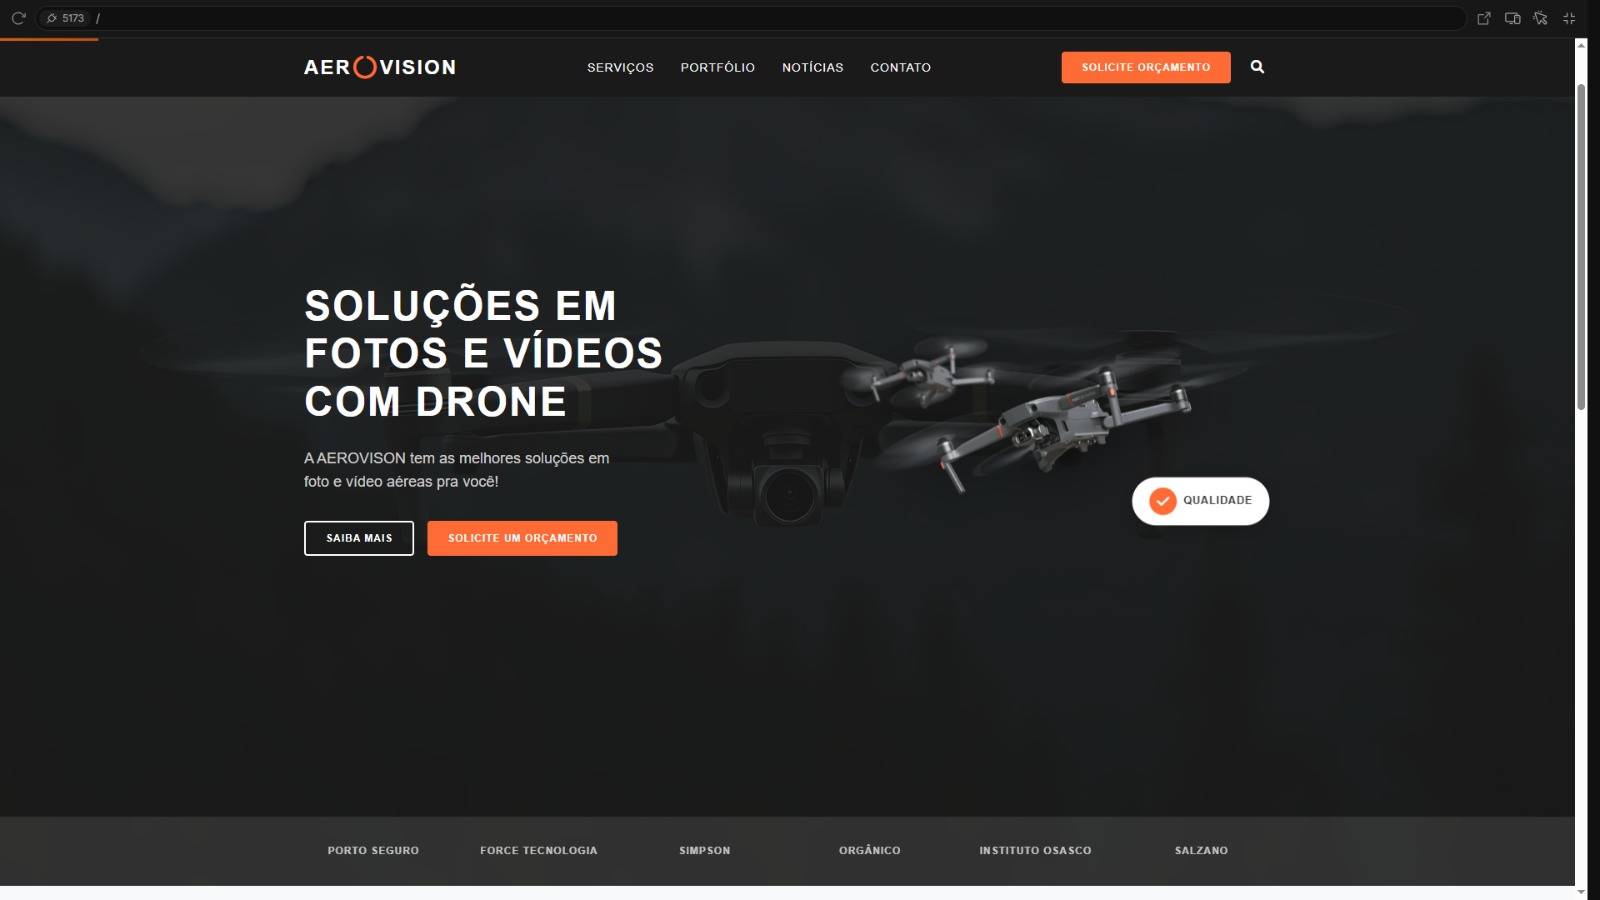 5173 /
AEROVISION
SERVIÇOS PORTFÓLIO NOTÍCIAS CONTATO
SOLICITE ORÇAMENTO
SOLUÇÕES EM
FOTOS E VÍDEOS
COM DRONE
A AEROVISON tem as melhores soluções em
foto e vídeo aéreas pra você!
SAIBA MAIS SOLICITE UM ORÇAMENTO
QUALIDADE
PORTO SEGURO FORCE TECNOLOGIA SIMPSON ORGÂNICO INSTITUTO OSASCO SALZANO